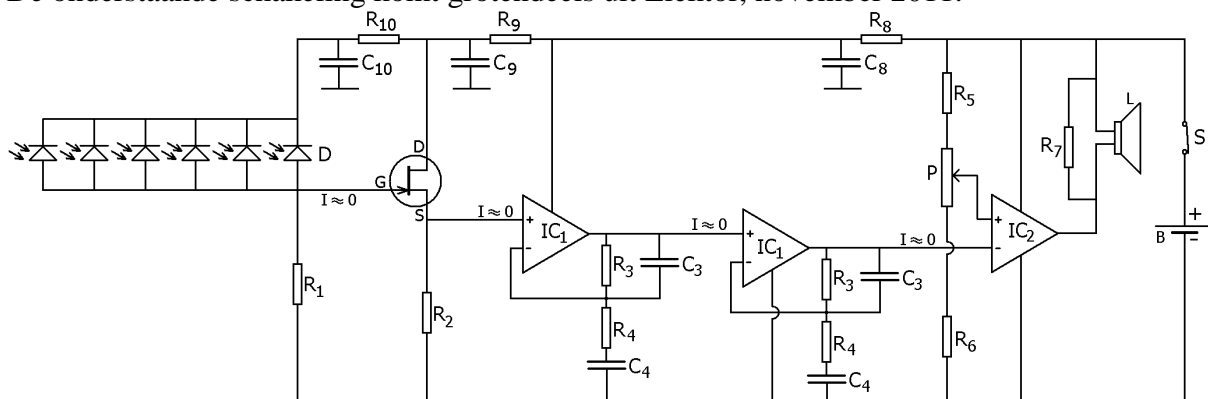 De onderstaande schakeling komt grotendeels uit Elektor, november 2011.
R10 R9 R8
C10 C9 C8
R5
L
R7
S
D
D
G
I ≈ 0
S
I ≈ 0
+
-
IC1
I ≈ 0
+
-
IC1
I ≈ 0
P
+
-
IC2
B
+
-
R1
R2
R3
C3
R4
C4
R3
C3
R4
C4
R6